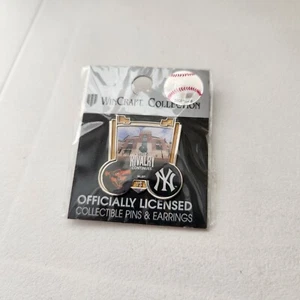 WINCRAFT COLLECTION
RIVALRY
NY
OFFICIALLY LICENSED
COLLECTIBLE PINS & EARRINGS